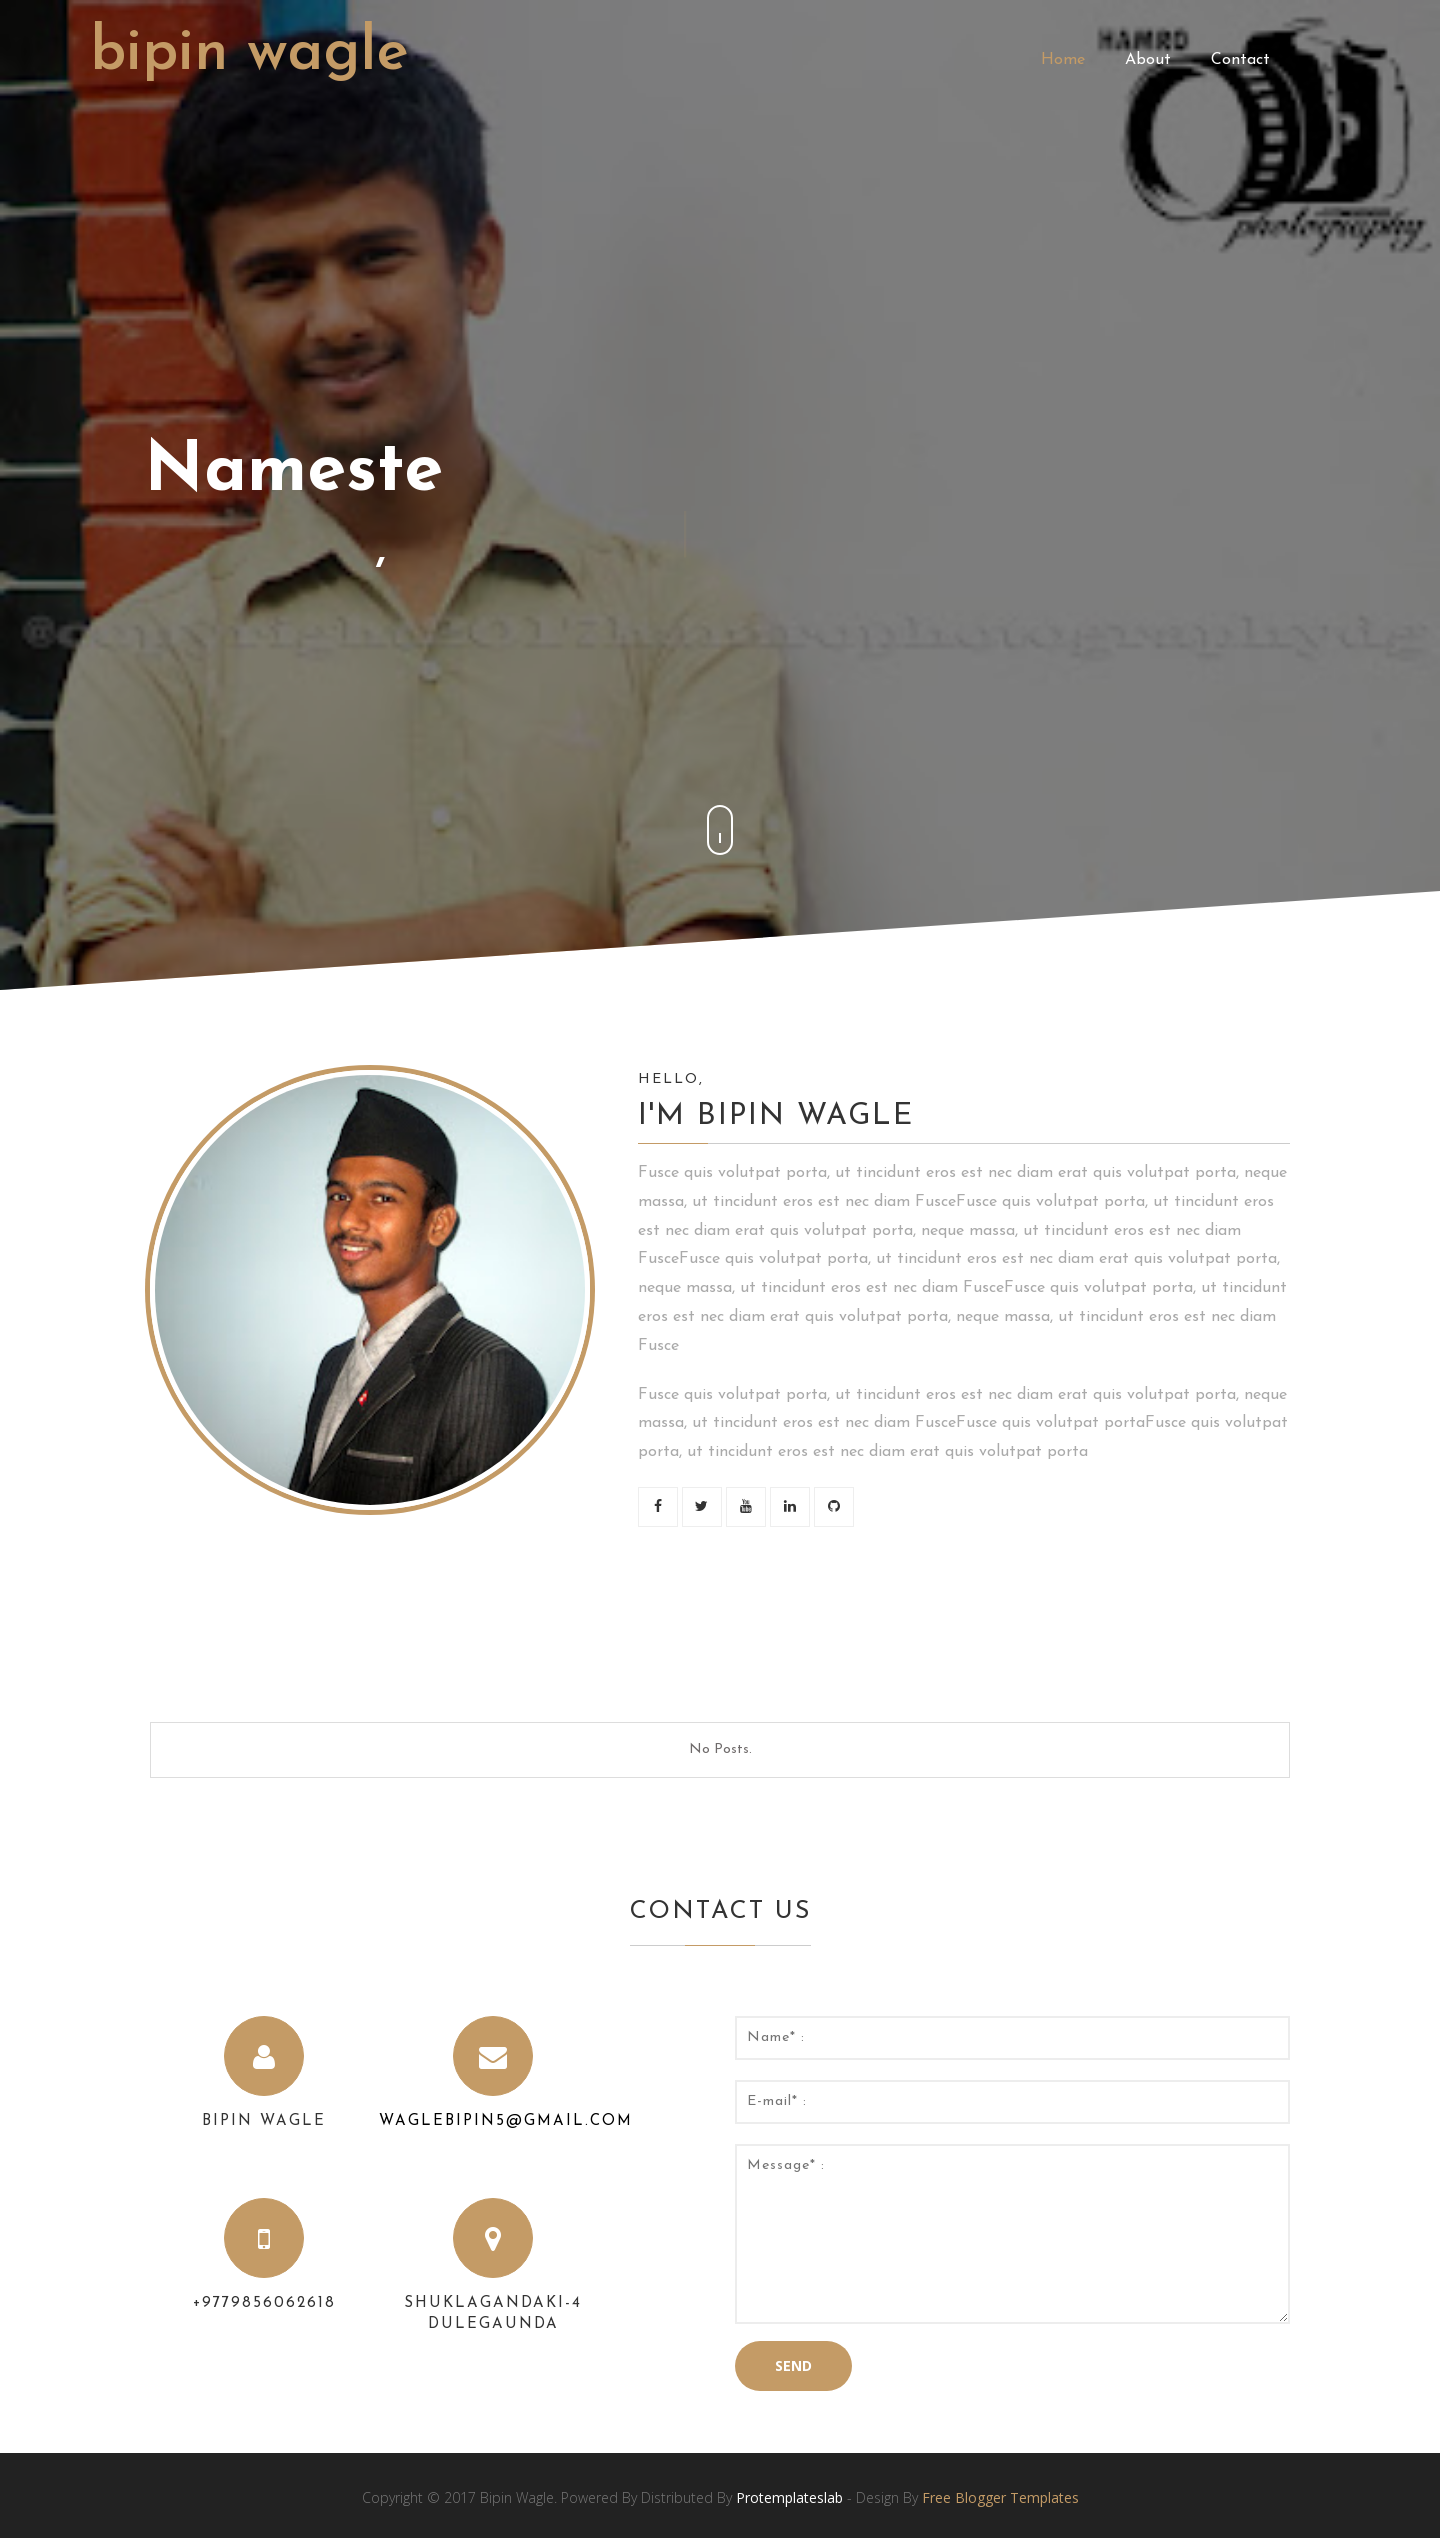 bipin wagle
Home About Contact
HAMRO
photography
Nameste
,
HELLO,
I'M BIPIN WAGLE
Fusce quis volutpat porta, ut tincidunt eros est nec diam erat quis volutpat porta, neque
massa, ut tincidunt eros est nec diam FusceFusce quis volutpat porta, ut tincidunt eros
est nec diam erat quis volutpat porta, neque massa, ut tincidunt eros est nec diam
FusceFusce quis volutpat porta, ut tincidunt eros est nec diam erat quis volutpat porta,
neque massa, ut tincidunt eros est nec diam FusceFusce quis volutpat porta, ut tincidunt
eros est nec diam erat quis volutpat porta, neque massa, ut tincidunt eros est nec diam
Fusce
Fusce quis volutpat porta, ut tincidunt eros est nec diam erat quis volutpat porta, neque
massa, ut tincidunt eros est nec diam FusceFusce quis volutpat portaFusce quis volutpat
porta, ut tincidunt eros est nec diam erat quis volutpat porta
No Posts.
CONTACT US
BIPIN WAGLE
WAGLEBIPIN5@GMAIL.COM
+9779856062618
SHUKLAGANDAKI-4
DULEGAUNDA
Name* :
E-mail* :
Message* :
SEND
Copyright © 2017 Bipin Wagle. Powered By Distributed By Protemplateslab - Design By Free Blogger Templates